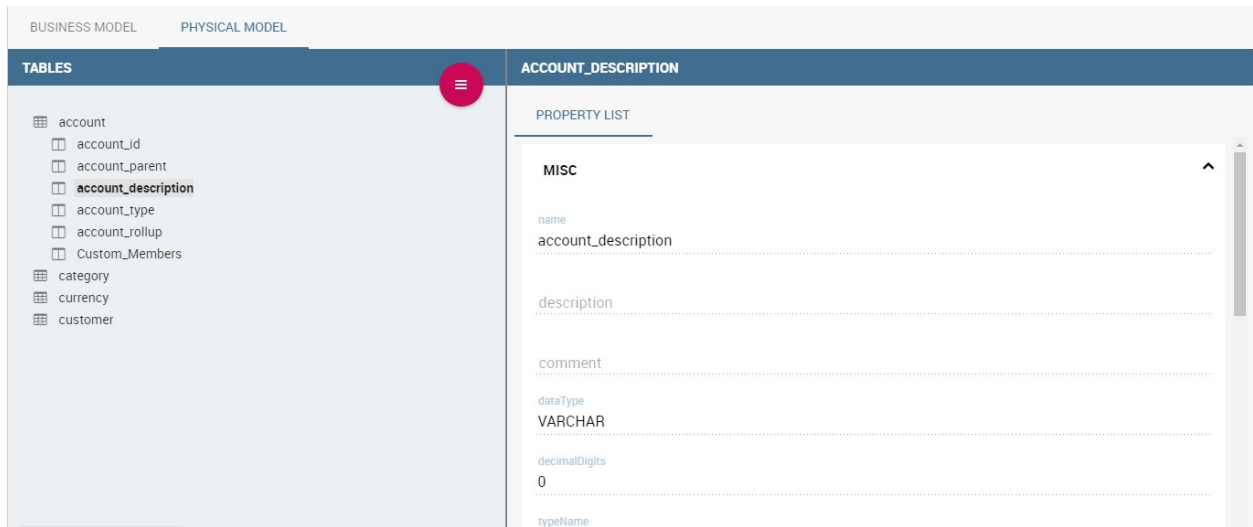 BUSINESS MODEL PHYSICAL MODEL
TABLES
account
account_id
account_parent
account_description
account_type
account_rollup
Custom_Members
category
currency
customer
ACCOUNT_DESCRIPTION
PROPERTY LIST
MISC
name
account_description
description
comment
dataType
VARCHAR
decimalDigits
0
typeName